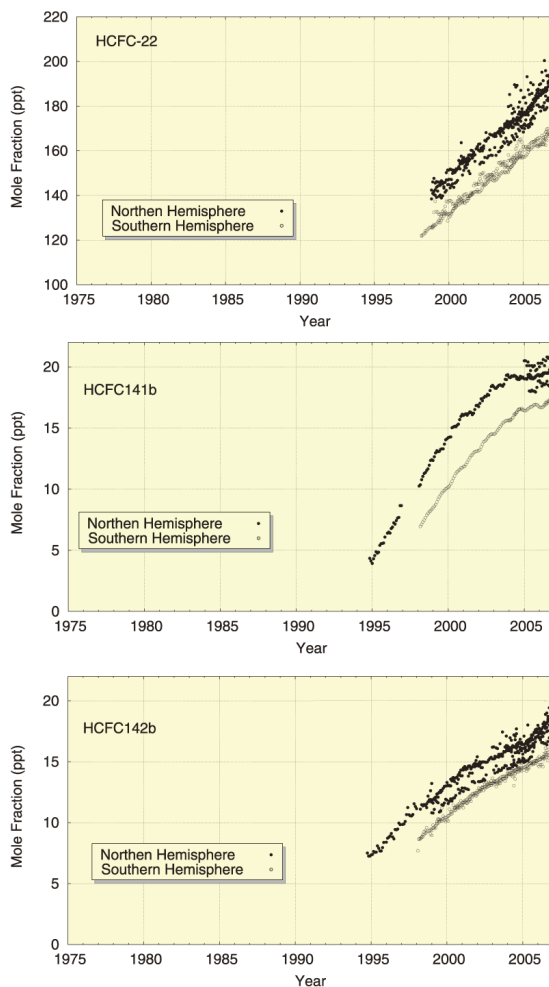 HCFC-22
220
200
180
160
140
120
100
Mole Fraction (ppt)
Northen Hemisphere
Southern Hemisphere
1975 1980 1985 1990 1995 2000 2005
Year
HCFC141b
20
15
10
5
0
Mole Fraction (ppt)
Northen Hemisphere
Southern Hemisphere
1975 1980 1985 1990 1995 2000 2005
Year
HCFC142b
20
15
10
5
0
Mole Fraction (ppt)
Northen Hemisphere
Southern Hemisphere
1975 1980 1985 1990 1995 2000 2005
Year